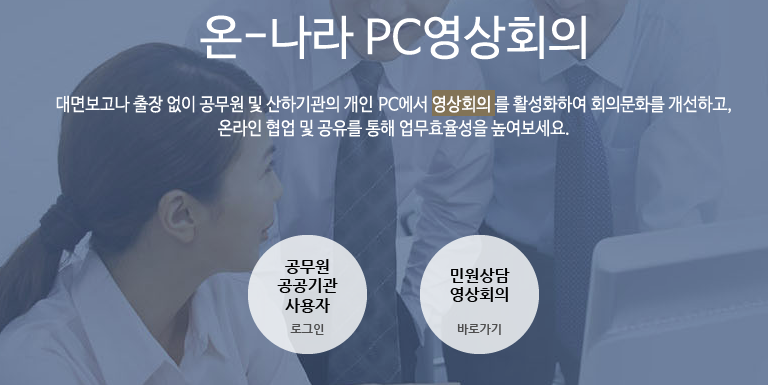 온-나라 PC영상회의
대면보고나 출장 없이 공무원 및 산하기관의 개인 PC에서 영상회의 를 활성화하여 회의문화를 개선하고,
온라인 협업 및 공유를 통해 업무효율성을 높여보세요.
공무원
공공기관
사용자
로그인
민원상담
영상회의
바로가기